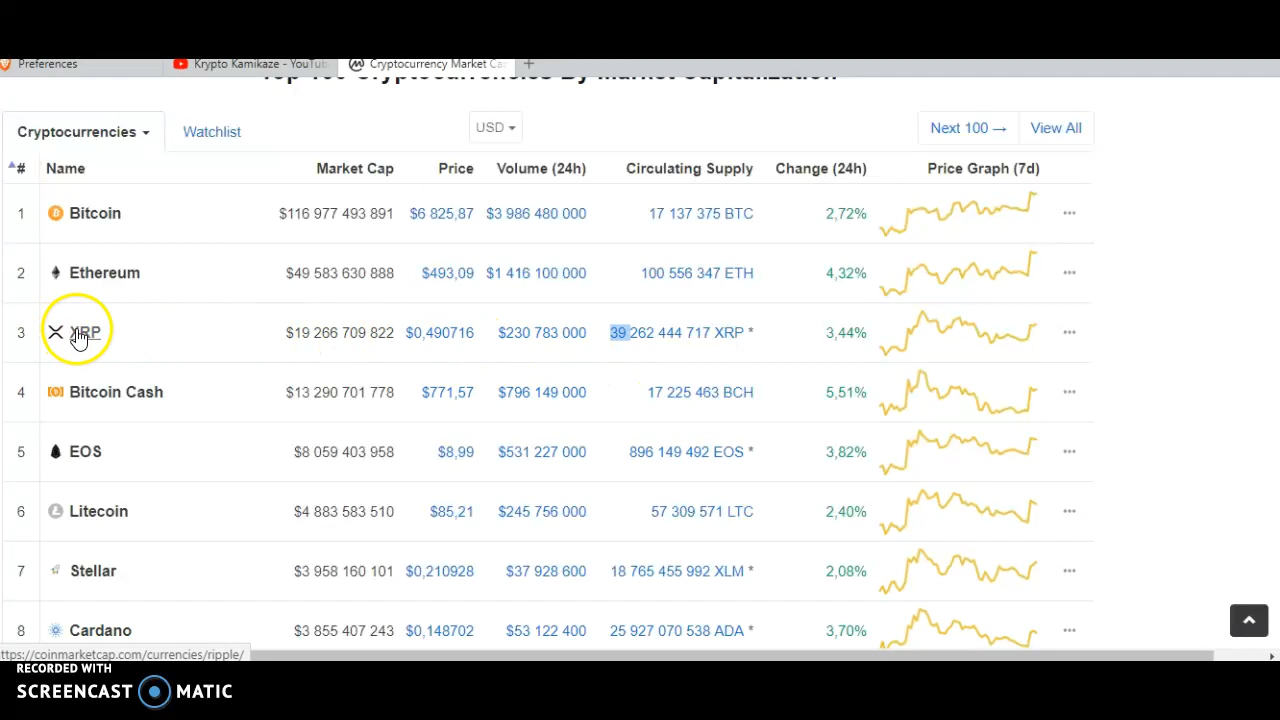 Preferences
Krypto Kamikaze - YouTu
Cryptocurrency Market Ca
+
Top 100 Cryptocurrencies By Market Capitalization
Cryptocurrencies
Watchlist
USD
Next 100 →
View All
# Name Market Cap Price Volume (24h) Circulating Supply Change (24h) Price Graph (7d)
1 Bitcoin $116 977 493 891 $6 825,87 $3 986 480 000 17 137 375 BTC 2,72% •••
2 Ethereum $49 583 630 888 $493,09 $1 416 100 000 100 556 347 ETH 4,32% •••
3 XRP $19 266 709 822 $0,490716 $230 783 000 39 262 444 717 XRP * 3,44% •••
4 Bitcoin Cash $13 290 701 778 $771,57 $796 149 000 17 225 463 BCH 5,51% •••
5 EOS $8 059 403 958 $8,99 $531 227 000 896 149 492 EOS * 3,82% •••
6 Litecoin $4 883 583 510 $85,21 $245 756 000 57 309 571 LTC 2,40% •••
7 Stellar $3 958 160 101 $0,210928 $37 928 600 18 765 455 992 XLM * 2,08% •••
8 Cardano $3 855 407 243 $0,148702 $53 122 400 25 927 070 538 ADA * 3,70% •••
ttps://coinmarketcap.com/currencies/ripple/
RECORDED WITH
SCREENCAST MATIC